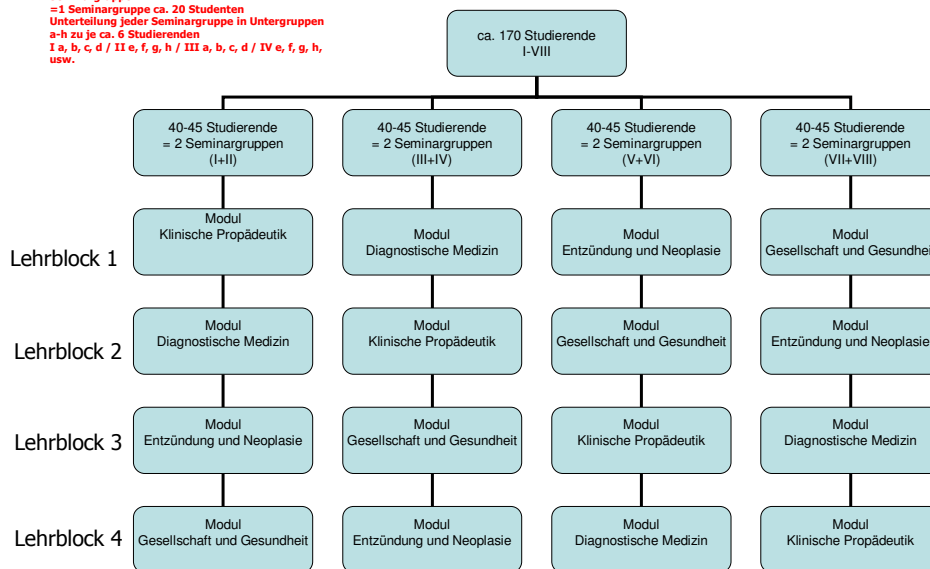 =1 Seminargruppe ca. 20 Studenten
Unterteilung jeder Seminargruppe in Untergruppen
a-h zu je ca. 6 Studierenden
I a, b, c, d / II e, f, g, h / III a, b, c, d / IV e, f, g, h,
usw.
ca. 170 Studierende
I-VIII
40-45 Studierende
= 2 Seminargruppen
(I+II)
40-45 Studierende
= 2 Seminargruppen
(III+IV)
40-45 Studierende
= 2 Seminargruppen
(V+VI)
40-45 Studierende
= 2 Seminargruppen
(VII+VIII)
Lehrblock 1
Modul
Klinische Propädeutik
Modul
Diagnostische Medizin
Modul
Entzündung und Neoplasie
Modul
Gesellschaft und Gesundheit
Lehrblock 2
Modul
Diagnostische Medizin
Modul
Klinische Propädeutik
Modul
Gesellschaft und Gesundheit
Modul
Entzündung und Neoplasie
Lehrblock 3
Modul
Entzündung und Neoplasie
Modul
Gesellschaft und Gesundheit
Modul
Klinische Propädeutik
Modul
Diagnostische Medizin
Lehrblock 4
Modul
Gesellschaft und Gesundheit
Modul
Entzündung und Neoplasie
Modul
Diagnostische Medizin
Modul
Klinische Propädeutik